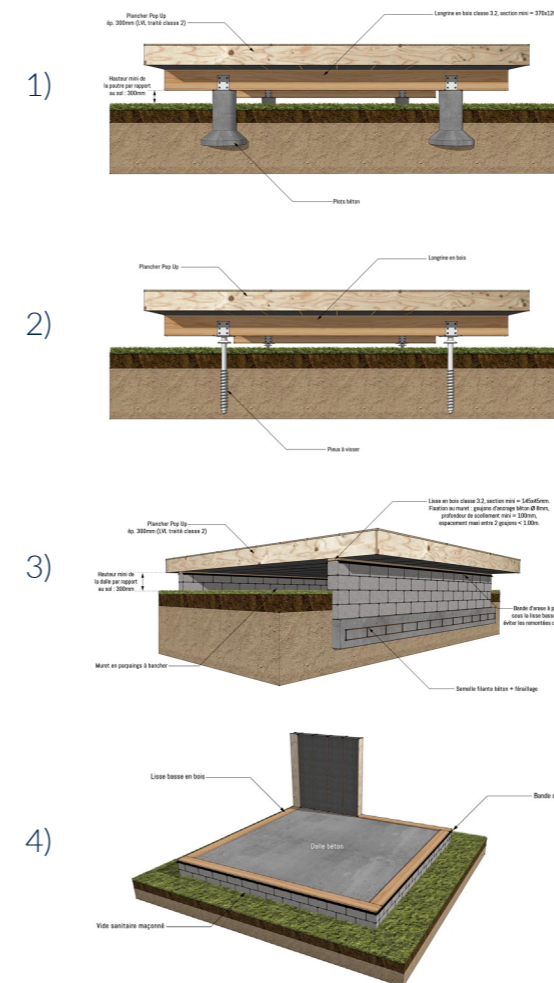 1)
Plancher Pop Up
ép. 300mm (LVL traité classe 2)
Longrine en bois classe 3.2, section mini = 370x120
Hauteur mini de
la poutre par rapport
au sol : 300mm
Plots béton
2)
Plancher Pop Up
Longrine en bois
Pieux à visser
3)
Plancher Pop Up
ép. 300mm (LVL traité classe 2)
Lisse en bois classe 3.2, section mini = 145x45mm.
Fixation au muret : goujons d'ancrage béton Ø 8mm,
profondeur de scellement mini = 100mm,
espacement maxi entre 2 goujons < 1.00m.
Hauteur mini de
la dalle par rapport
au sol : 300mm
Bande d'arase à
sous la lisse
éviter les remontées
Muret en parpaings à bancher
Semelle filante béton + féraillage
4)
Lisse basse en bois
Bande
Dalle béton
Vide sanitaire maçonné